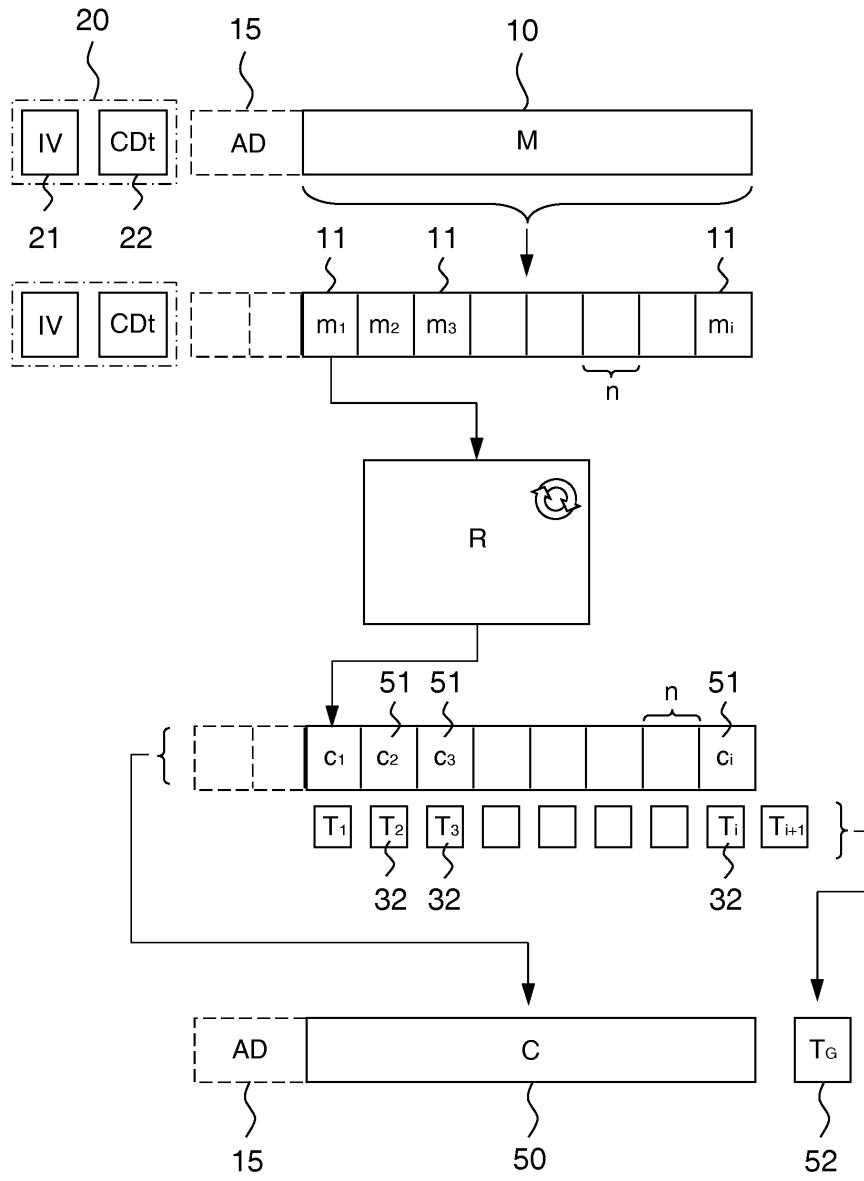 20 15 10
IV CDt AD M
21 22 11 11 11
IV CDt m₁ m₂ m₃ mᵢ
n
R
51 51 n 51
c₁ c₂ c₃ cᵢ
T₁ T₂ T₃ Tᵢ Tᵢ₊₁
32 32 32
AD C T_G
15 50 52